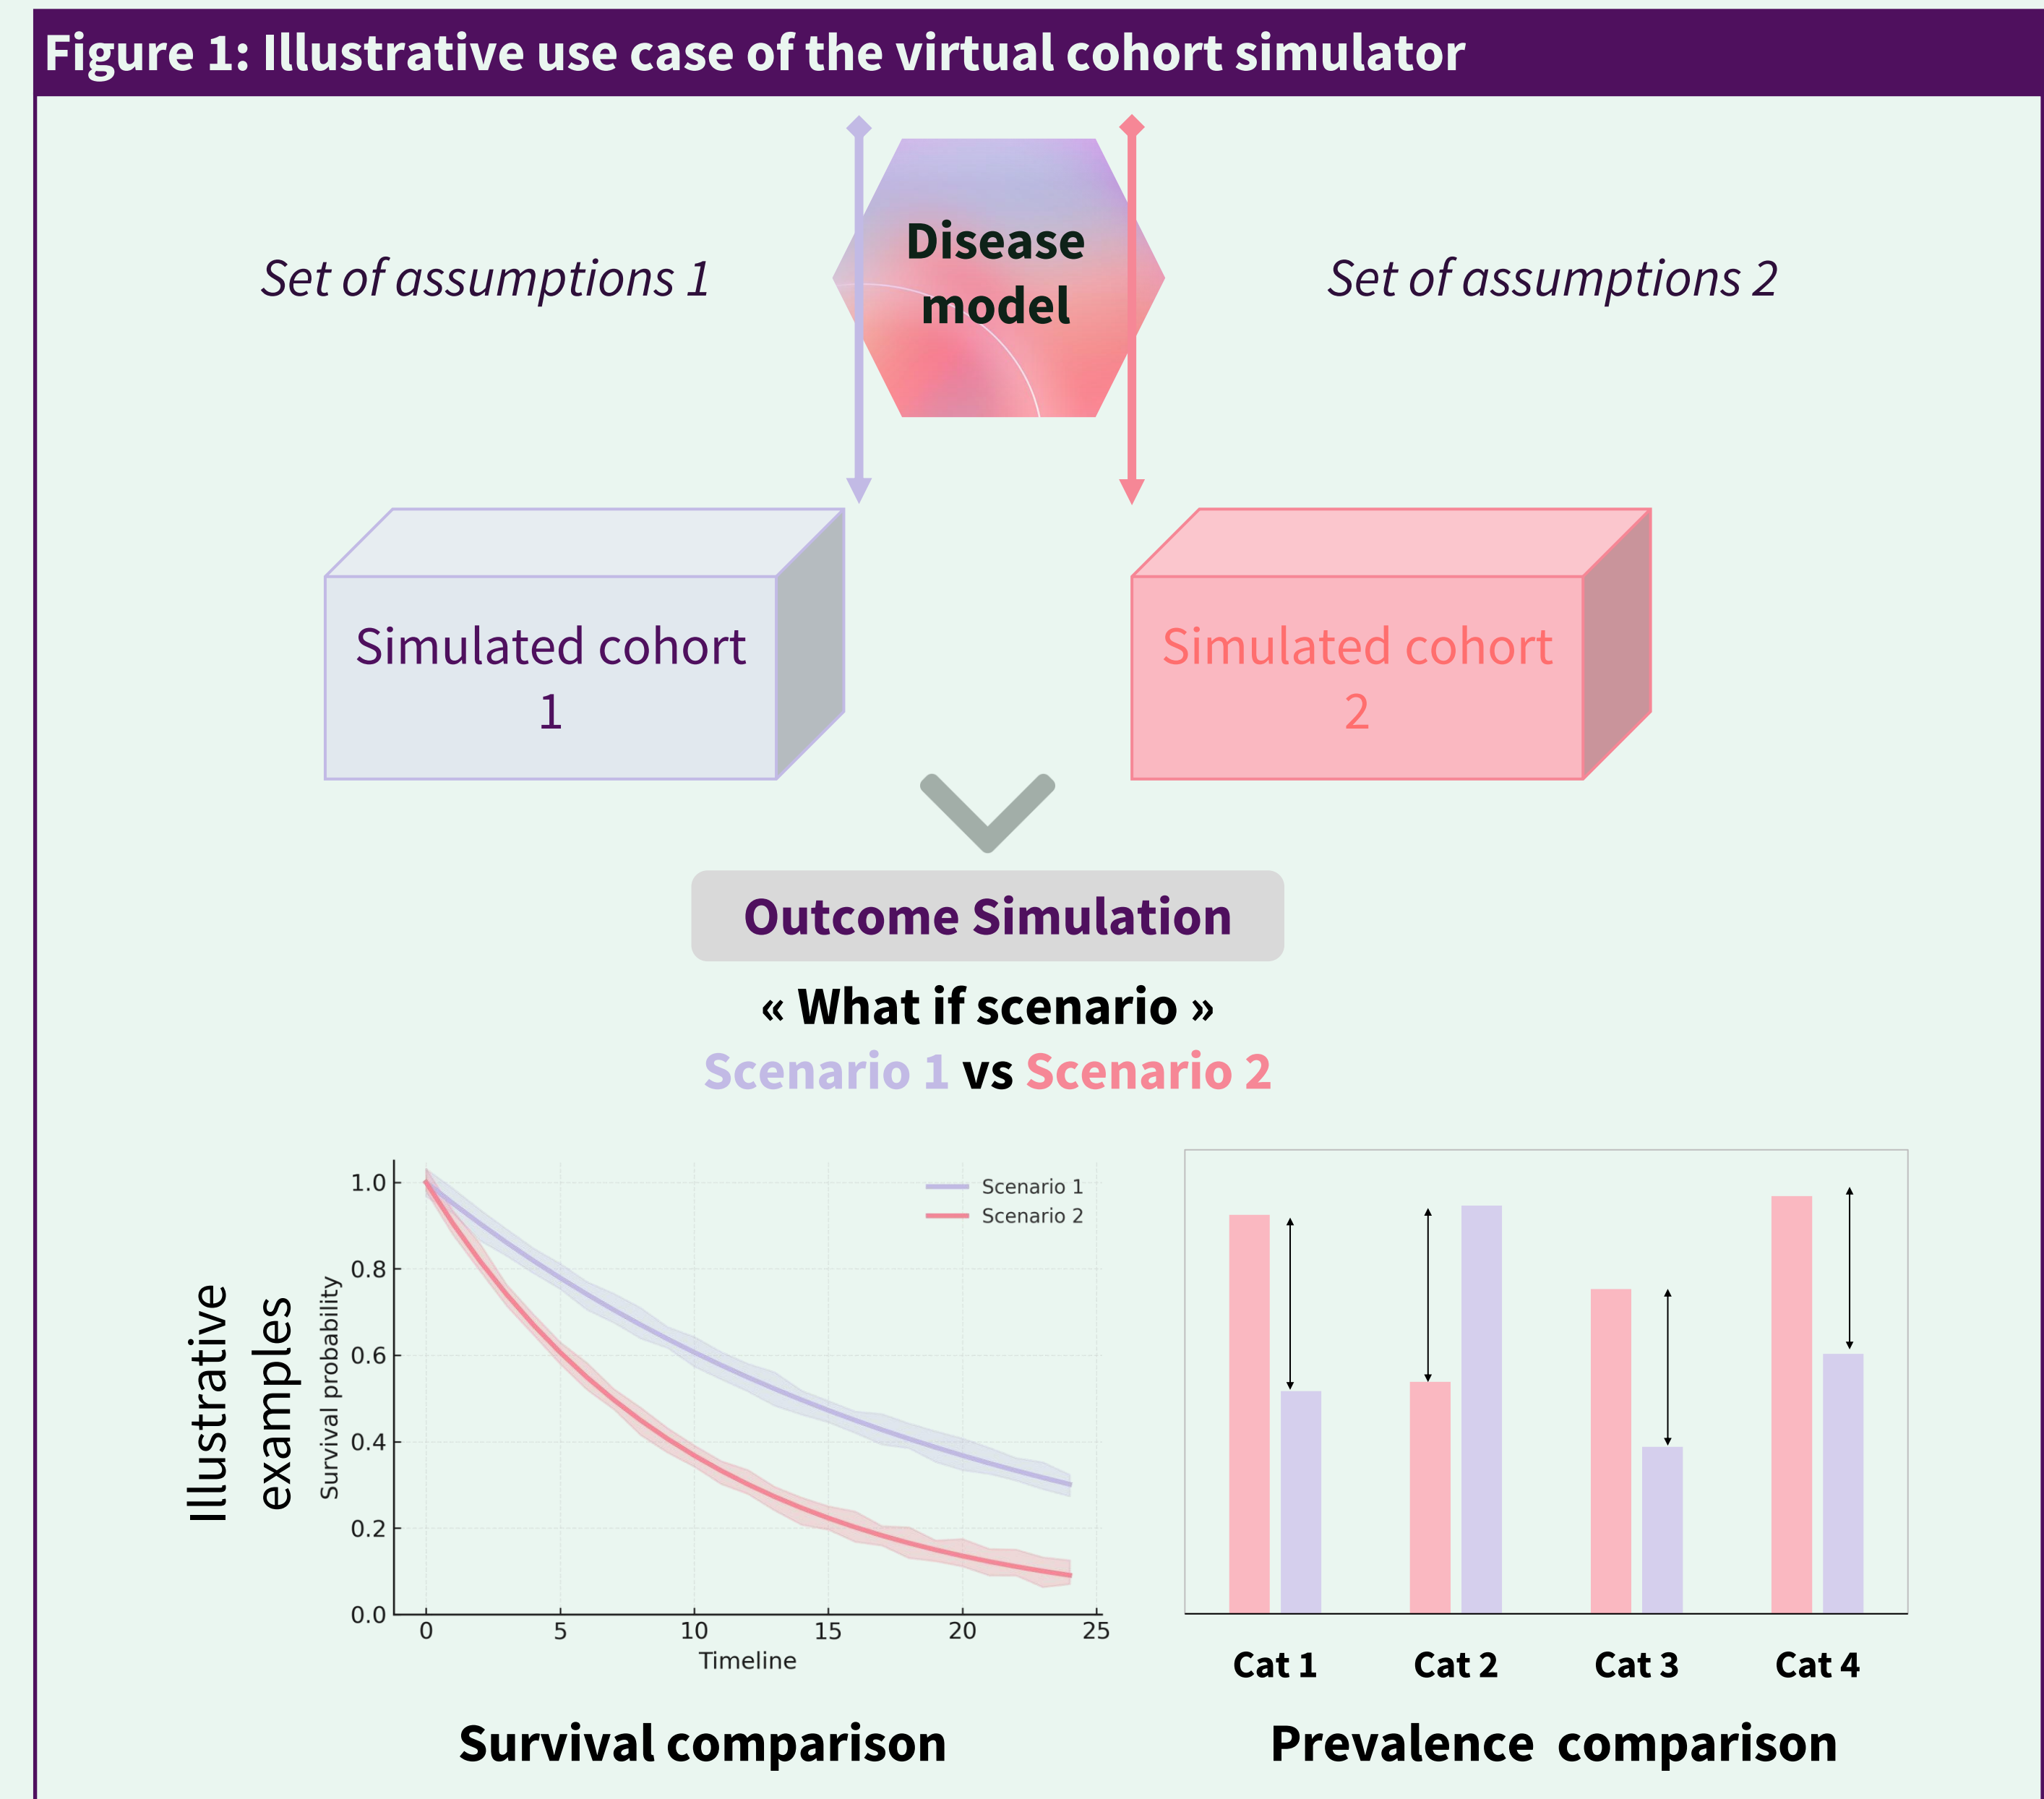 Figure 1: Illustrative use case of the virtual cohort simulator
Set of assumptions 1
Disease
model
Set of assumptions 2
Simulated cohort
1
Simulated cohort
2
Outcome Simulation
« What if scenario »
Scenario 1 vs Scenario 2
Illustrative
examples
Survival probability
1.0
0.8
0.6
0.4
0.2
0.0
Scenario 1
Scenario 2
0 5 10 15 20 25
Timeline
Survival comparison
Cat 1 Cat 2 Cat 3 Cat 4
Prevalence comparison